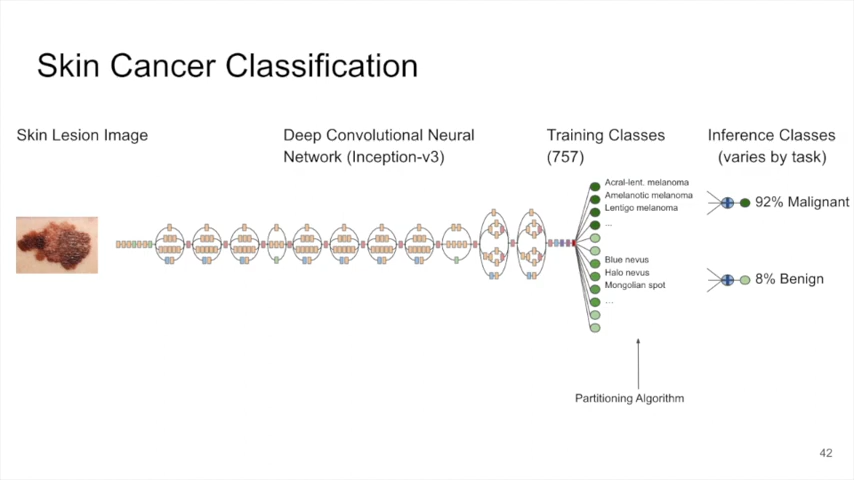 Skin Cancer Classification
Skin Lesion Image
Deep Convolutional Neural
Network (Inception-v3)
Training Classes
(757)
Inference Classes
(varies by task)
Acral-lent. melanoma
Amelanotic melanoma
Lentigo melanoma
...
Blue nevus
Halo nevus
Mongolian spot
...
92% Malignant
8% Benign
Partitioning Algorithm
42